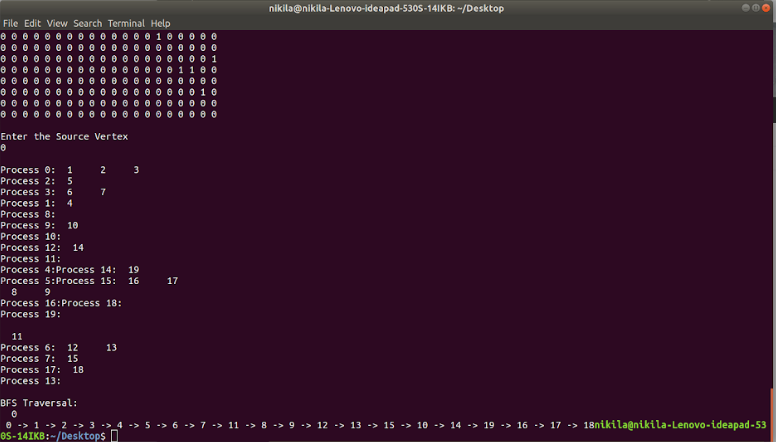 nikila@nikila-Lenovo-ideapad-530S-14IKB: ~/Desktop
File Edit View Search Terminal Help
0 0 0 0 0 0 0 0 0 0 0 0 0 0 1 0 0 0 0 0
0 0 0 0 0 0 0 0 0 0 0 0 0 0 0 0 0 0 0 0
0 0 0 0 0 0 0 0 0 0 0 0 0 0 0 0 0 0 0 1
0 0 0 0 0 0 0 0 0 0 0 0 0 0 0 0 1 1 0 0
0 0 0 0 0 0 0 0 0 0 0 0 0 0 0 0 0 0 0 0
0 0 0 0 0 0 0 0 0 0 0 0 0 0 0 0 0 0 1 0
0 0 0 0 0 0 0 0 0 0 0 0 0 0 0 0 0 0 0 0
0 0 0 0 0 0 0 0 0 0 0 0 0 0 0 0 0 0 0 0
Enter the Source Vertex
0
Process 0: 1 2 3
Process 2: 5
Process 3: 6 7
Process 1: 4
Process 8:
Process 9: 10
Process 10:
Process 12: 14
Process 11:
Process 4:Process 14: 19
Process 5:Process 15: 16 17
8 9
Process 16:Process 18:
Process 19:
11
Process 6: 12 13
Process 7: 15
Process 17: 18
Process 13:
BFS Traversal:
0
0 -> 1 -> 2 -> 3 -> 4 -> 5 -> 6 -> 7 -> 11 -> 8 -> 9 -> 12 -> 13 -> 15 -> 10 -> 14 -> 19 -> 16 -> 17 -> 18nikila@nikila-Lenovo-ideapad-53
0S-14IKB:~/Desktop$